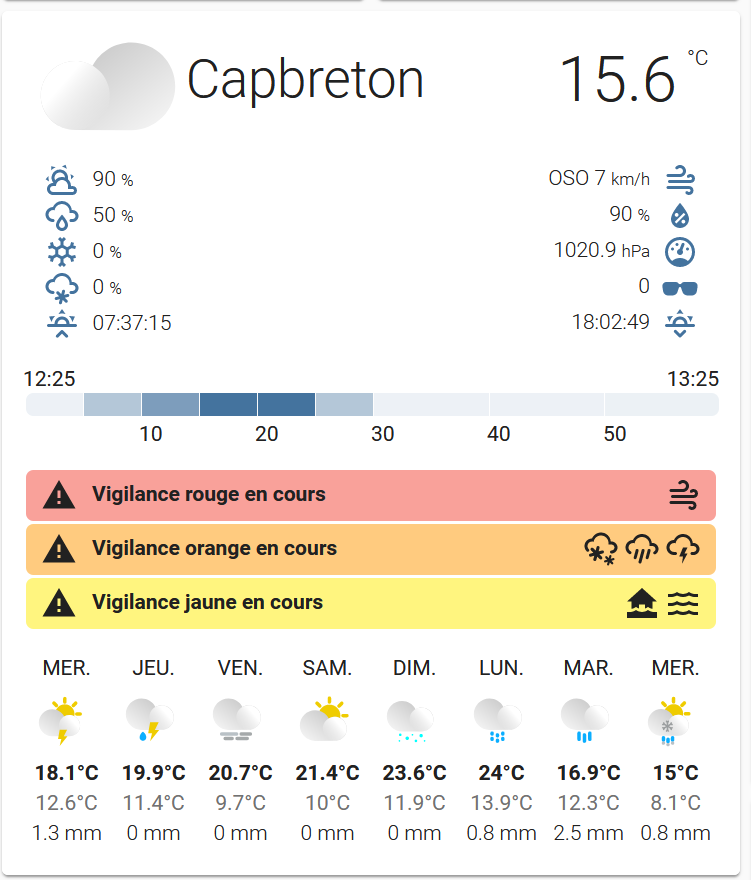 Capbreton 15.6 °C
90 % OSO 7 km/h
50 % 90 %
0 % 1020.9 hPa
0 % 0
07:37:15 18:02:49
12:25 13:25
10 20 30 40 50
Vigilance rouge en cours
Vigilance orange en cours
Vigilance jaune en cours
MER. JEU. VEN. SAM. DIM. LUN. MAR. MER.
18.1°C 19.9°C 20.7°C 21.4°C 23.6°C 24°C 16.9°C 15°C
12.6°C 11.4°C 9.7°C 10°C 11.9°C 13.9°C 12.3°C 8.1°C
1.3 mm 0 mm 0 mm 0 mm 0 mm 0.8 mm 2.5 mm 0.8 mm